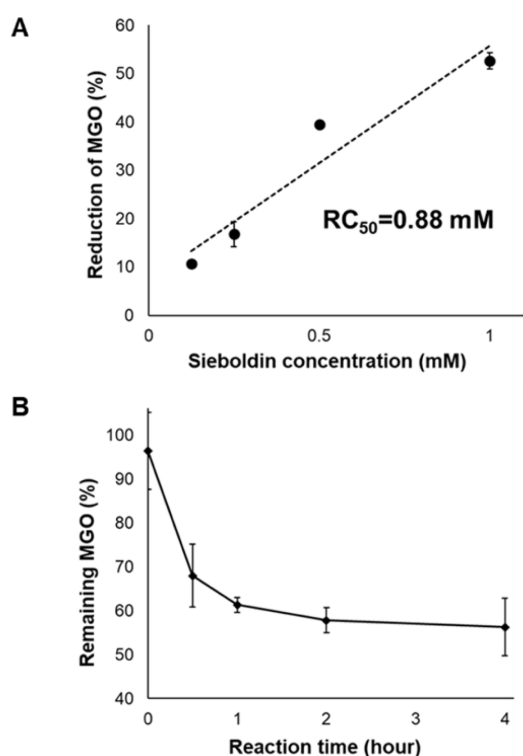 A
60
50
40
30
20
10
0
Reduction of MGO (%)
RC₅₀=0.88 mM
0 0.5 1
Sieboldin concentration (mM)
B
100
90
80
70
60
50
40
Remaining MGO (%)
0 1 2 3 4
Reaction time (hour)